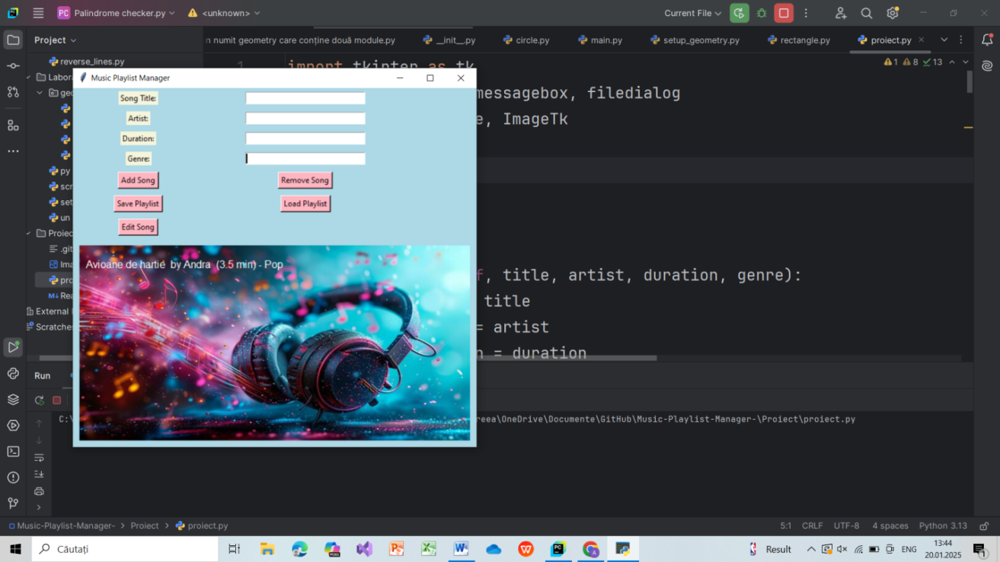 PC Palindrome checker.py <unknown> Current File
Project
n numit geometry care conține două module.py __init__.py circle.py main.py setup_geometry.py rectangle.py proiect.py
reverse_lines.py
1 import tkinter as tk
1 8 13
Music Playlist Manager
Labora
geo
messagebox, filedialog
e, ImageTk
Song Title:
Artist:
Duration:
Genre:
Add Song Remove Song
Save Playlist Load Playlist
Edit Song
py
scr
set
un
Proiec
.git
Ima
pro
M↓ Rea
External
Scratches
Avioane de hartie by Andra (3.5 min) - Pop
f, title, artist, duration, genre):
title
= artist
n = duration
Run
C:\
reea\OneDrive\Documente\GitHub\Music-Playlist-Manager-\Proiect\proiect.py
Music-Playlist-Manager- > Proiect > proiect.py 5:1 CRLF UTF-8 4 spaces Python 3.13
Căutați
Result ENG 13:44
20.01.2025
1